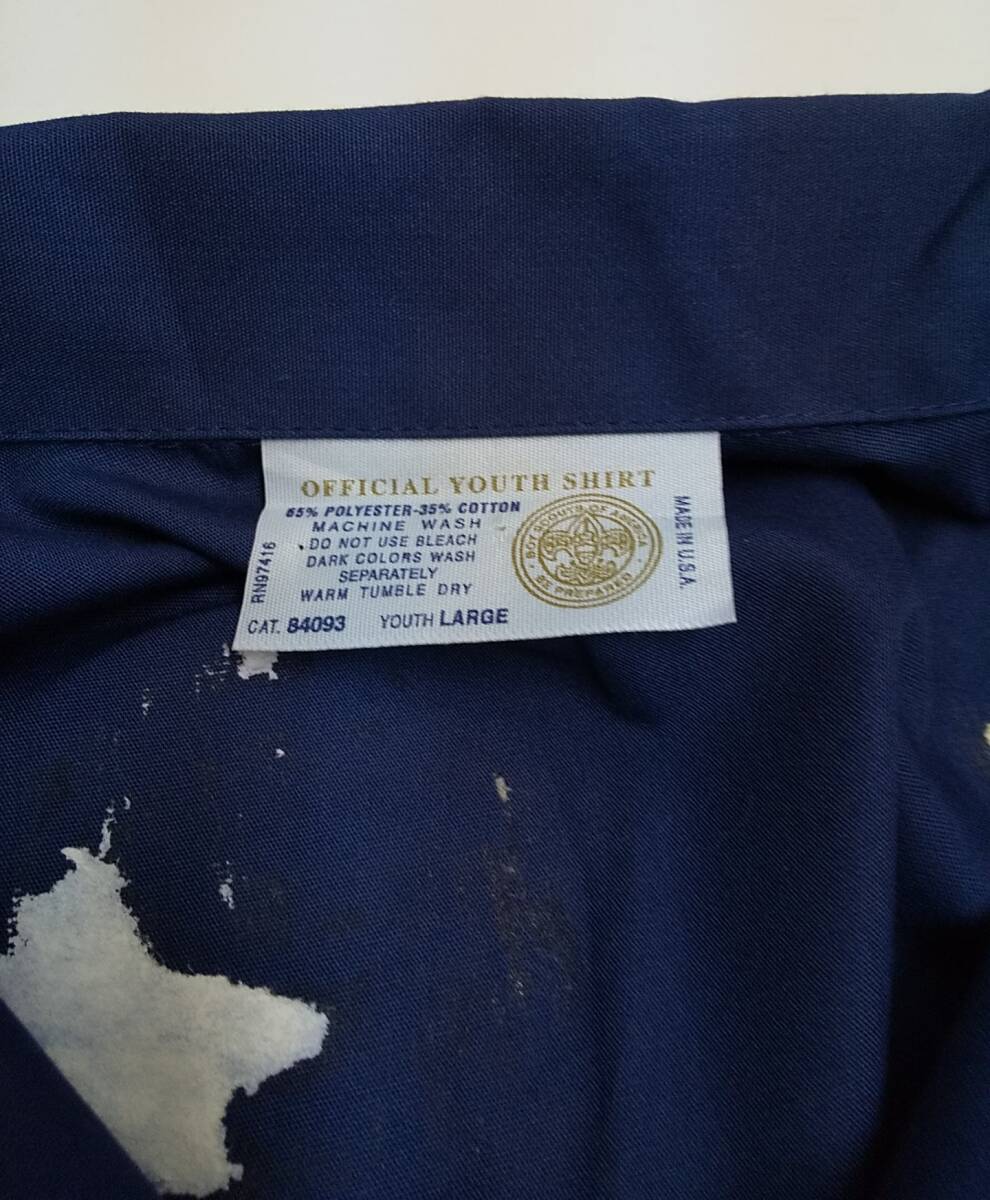 OFFICIAL YOUTH SHIRT
65% POLYESTER-35% COTTON
MACHINE WASH
DO NOT USE BLEACH
DARK COLORS WASH
SEPARATELY
WARM TUMBLE DRY
CAT. 84093 YOUTH LARGE
RN97416
BOY SCOUTS OF AMERICA
BE PREPARED
MADE IN U.S.A.